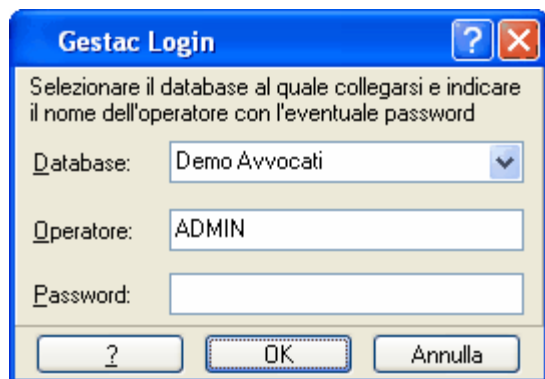 Gestac Login
?
Selezionare il database al quale collegarsi e indicare
il nome dell'operatore con l'eventuale password
Database: Demo Avvocati
Operatore: ADMIN
Password:
? OK Annulla